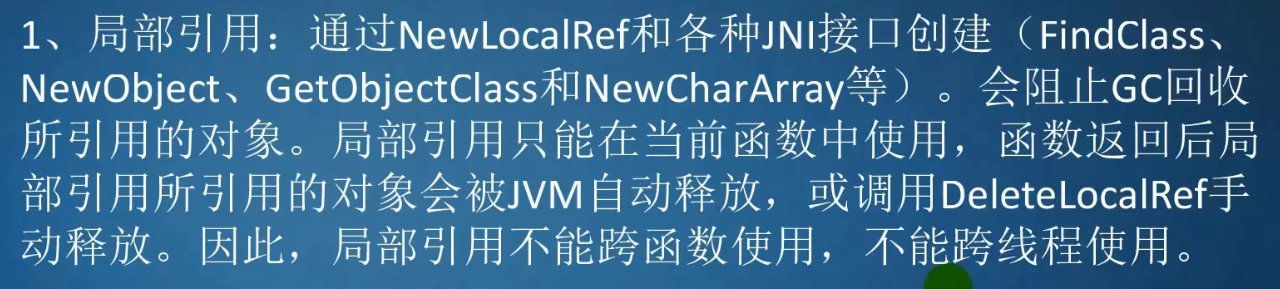 1、局部引用：通过NewLocalRef和各种JNI接口创建（FindClass、
NewObject、GetObjectClass和NewCharArray等）。会阻止GC回收
所引用的对象。局部引用只能在当前函数中使用，函数返回后局
部引用所引用的对象会被JVM自动释放，或调用DeleteLocalRef手
动释放。因此，局部引用不能跨函数使用，不能跨线程使用。